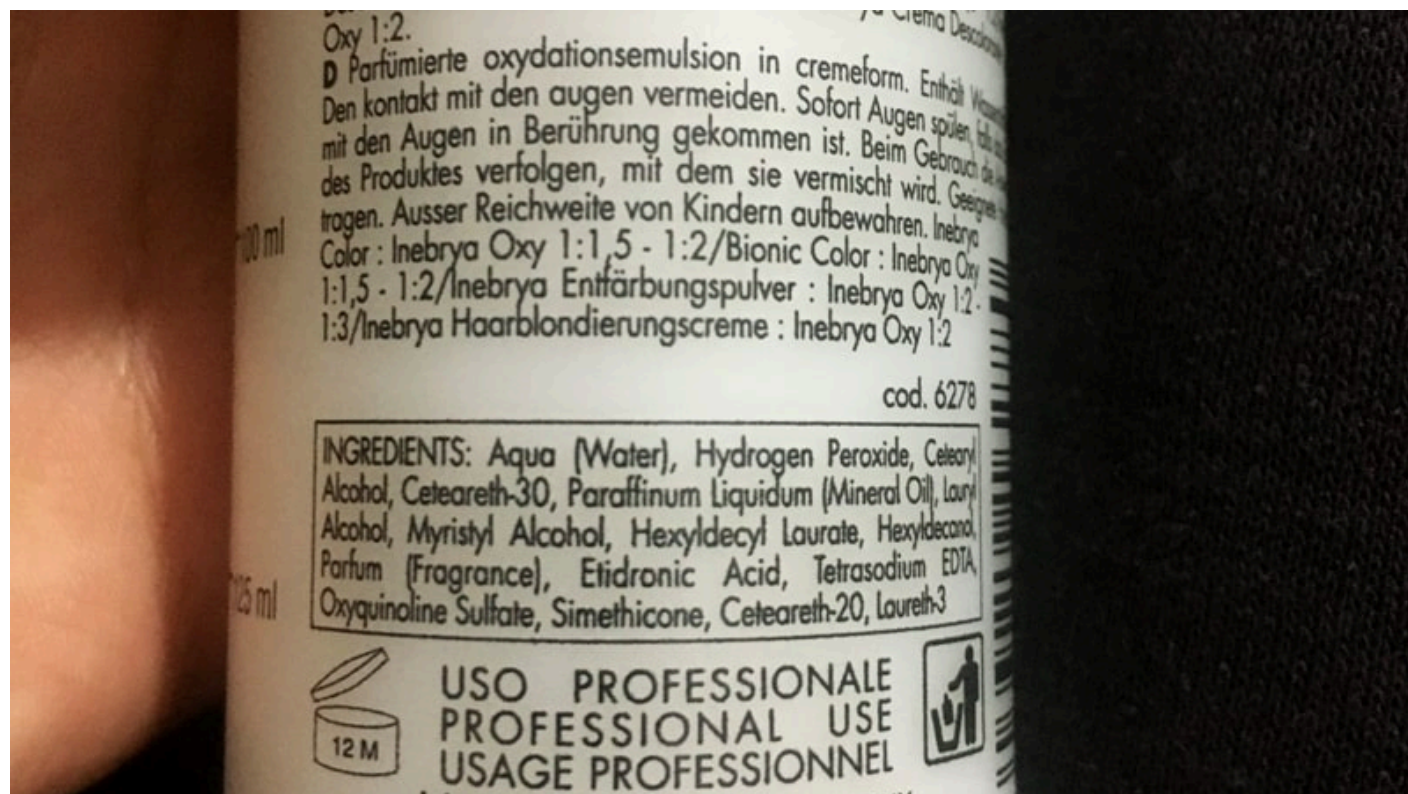 Oxy 1:2.
Crema
D Parfümierte oxydationsemulsion in cremeform. Enthält
Den kontakt mit den augen vermeiden. Sofort Augen spülen, falls
mit den Augen in Berührung gekommen ist. Beim Gebrauch die
des Produktes verfolgen, mit dem sie vermischt wird. Geeignete
tragen. Ausser Reichweite von Kindern aufbewahren. Inebrya
Color : Inebrya Oxy 1:1,5 - 1:2/Bionic Color : Inebrya Oxy
1:1,5 - 1:2/Inebrya Entfärbungspulver : Inebrya Oxy 1:2 -
1:3/Inebrya Haarblondierungscreme : Inebrya Oxy 1:2
100 ml
cod. 6278
INGREDIENTS: Aqua (Water), Hydrogen Peroxide, Cetearyl
Alcohol, Ceteareth-30, Paraffinum Liquidum (Mineral Oil), Lauryl
Alcohol, Myristyl Alcohol, Hexyldecyl Laurate, Hexyldecanol,
Parfum (Fragrance), Etidronic Acid, Tetrasodium EDTA,
Oxyquinoline Sulfate, Simethicone, Ceteareth-20, Laureth-3
125 ml
12 M
USO PROFESSIONALE
PROFESSIONAL USE
USAGE PROFESSIONNEL